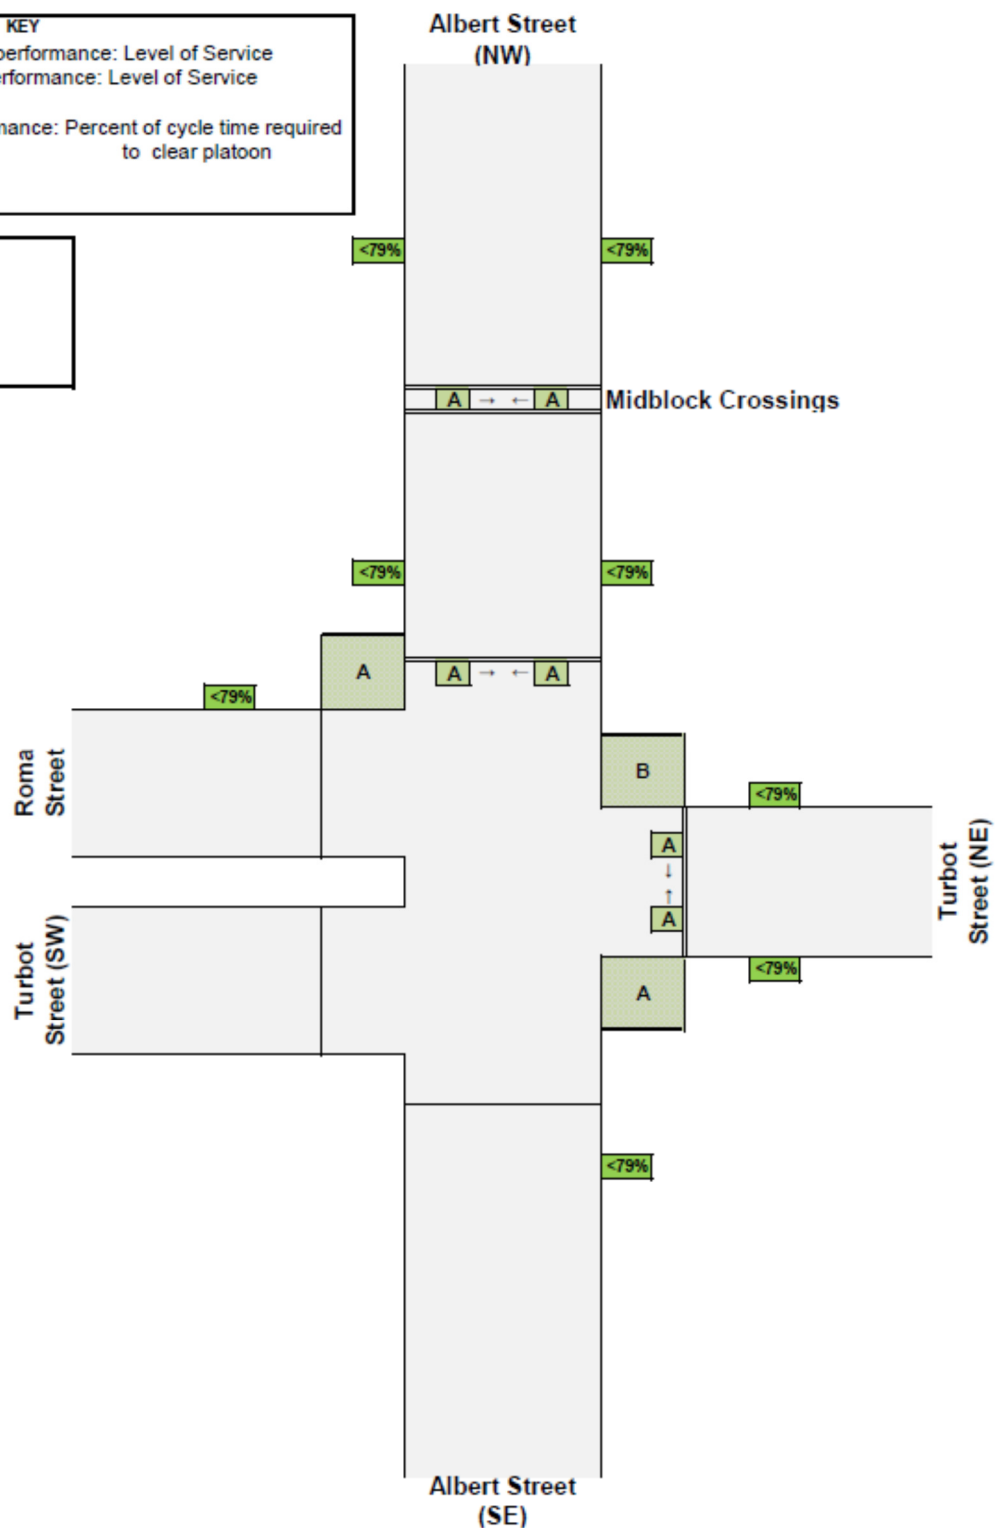 KEY
Albert Street
(NW)
performance: Level of Service
erformance: Level of Service
mance: Percent of cycle time required
to clear platoon
<79%
<79%
A → ← A
Midblock Crossings
<79%
<79%
A
A → ← A
<79%
Roma
Street
B
<79%
A
↓
↑
A
Turbot
Street (NE)
Turbot
Street (SW)
<79%
A
<79%
Albert Street
(SE)